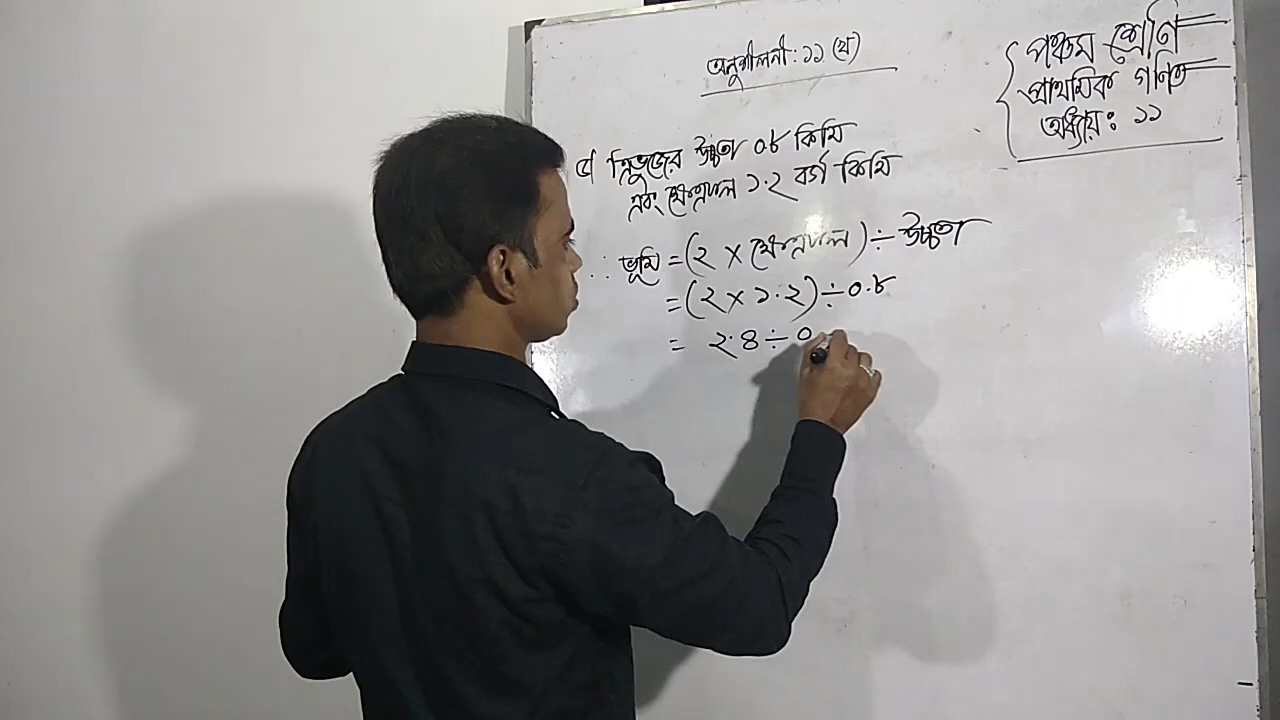 অনুশীলনী: ১১ (খ)
পঞ্চম শ্রেণি
প্রাথমিক গণিত
অধ্যায়: ১১
৫। ত্রিভুজের উচ্চতা ০.৮ কিমি
এবং ক্ষেত্রফল ১.২ বর্গ কিমি
∴ ভূমি = (২ × ক্ষেত্রফল) ÷ উচ্চতা
= (২ × ১.২) ÷ ০.৮
= ২.৪ ÷ ০